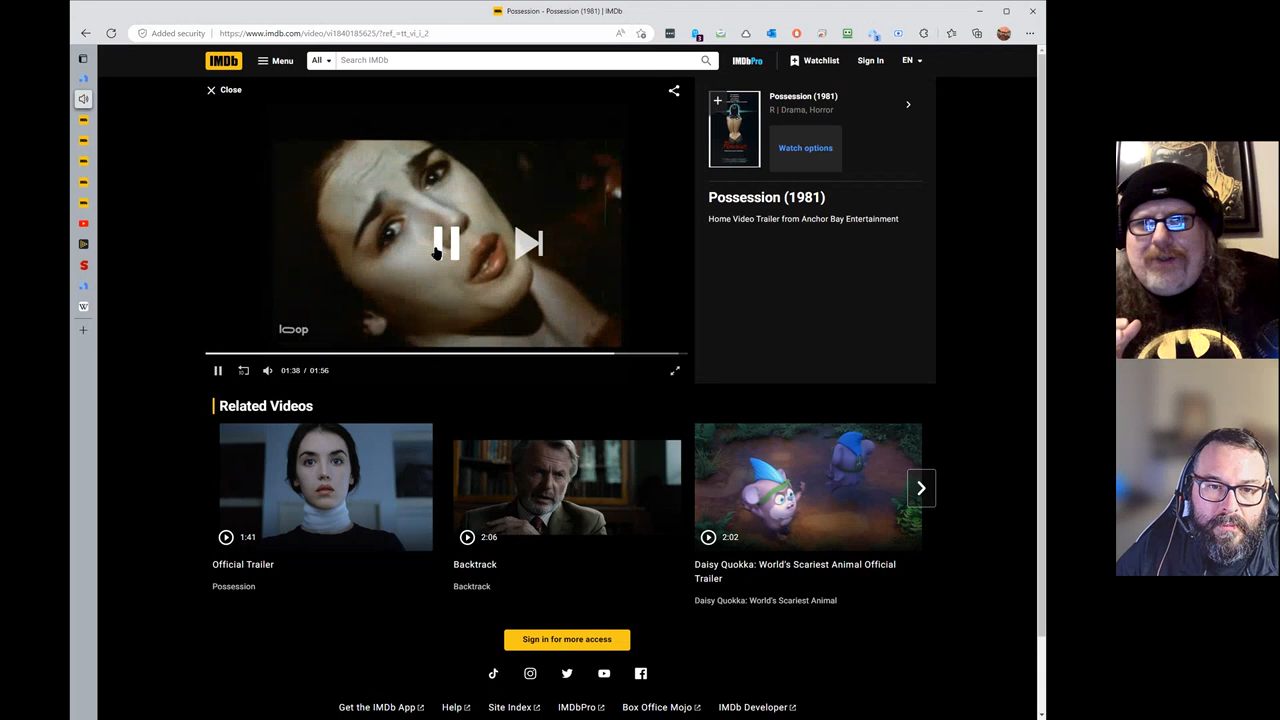 Possession - Possession (1981) | IMDb
Added security
https://www.imdb.com/video/vi1840185625/?ref_=tt_vi_i_2
IMDb
Menu
All
Search IMDb
IMDbPro
Watchlist
Sign In
EN
Close
Possession (1981)
R | Drama, Horror
Watch options
Possession (1981)
Home Video Trailer from Anchor Bay Entertainment
loop
01:38 / 01:56
Related Videos
1:41
2:06
2:02
Official Trailer
Possession
Backtrack
Backtrack
Daisy Quokka: World's Scariest Animal Official
Trailer
Daisy Quokka: World's Scariest Animal
Sign in for more access
Get the IMDb App
Help
Site Index
IMDbPro
Box Office Mojo
IMDb Developer